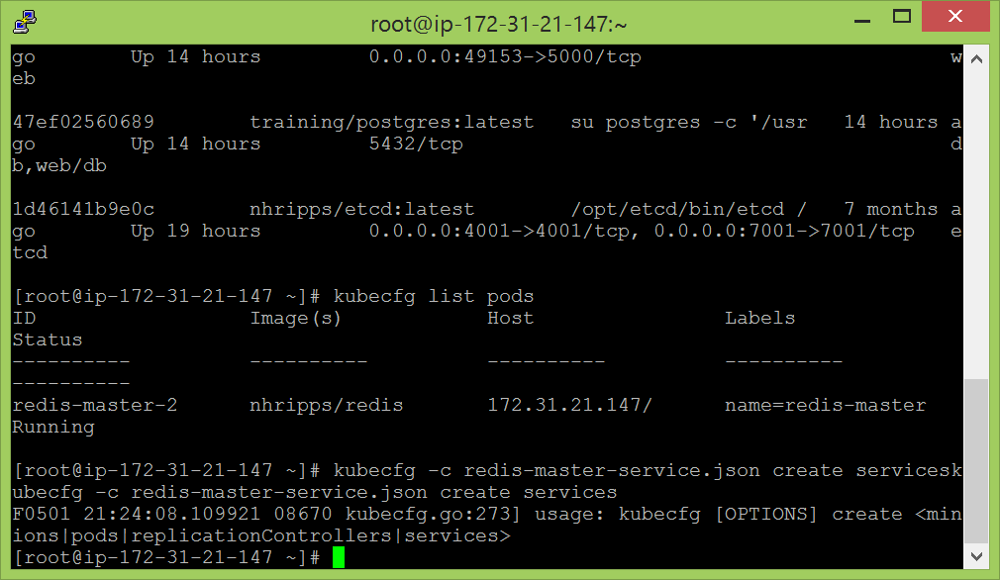 root@ip-172-31-21-147:~
go        Up 14 hours         0.0.0.0:49153->5000/tcp                          w
eb
47ef02560689        training/postgres:latest   su postgres -c '/usr   14 hours a
go        Up 14 hours         5432/tcp                                         d
b,web/db
1d46141b9e0c        nhripps/etcd:latest        /opt/etcd/bin/etcd /   7 months a
go        Up 19 hours         0.0.0.0:4001->4001/tcp, 0.0.0.0:7001->7001/tcp   e
tcd
[root@ip-172-31-21-147 ~]# kubecfg list pods
ID                  Image(s)            Host                Labels
Status
----------          ----------          ----------          ----------
----------
redis-master-2      nhripps/redis       172.31.21.147/      name=redis-master
Running
[root@ip-172-31-21-147 ~]# kubecfg -c redis-master-service.json create servicesk
ubecfg -c redis-master-service.json create services
F0501 21:24:08.109921 08670 kubecfg.go:273] usage: kubecfg [OPTIONS] create <min
ions|pods|replicationControllers|services>
[root@ip-172-31-21-147 ~]#